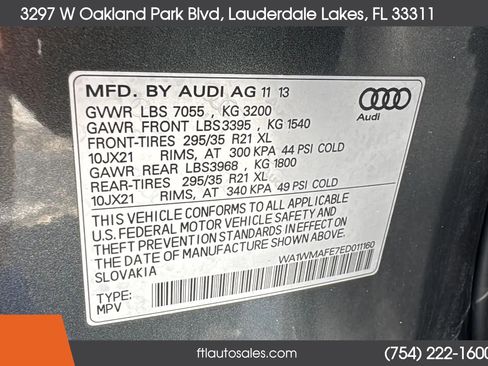 3297 W Oakland Park Blvd, Lauderdale Lakes, FL 33311
MFD. BY AUDI AG 11 13
GVWR LBS 7055 , KG 3200
GAWR FRONT LBS3395 , KG 1540
FRONT-TIRES 295/35 R21 XL
10JX21 RIMS, AT 300 KPA 44 PSI COLD
GAWR REAR LBS3968 , KG 1800
REAR-TIRES 295/35 R21 XL
10JX21 RIMS, AT 340 KPA 49 PSI COLD
THIS VEHICLE CONFORMS TO ALL APPLICABLE
U.S. FEDERAL MOTOR VEHICLE SAFETY AND
THEFT PREVENTION STANDARDS IN EFFECT ON
THE DATE OF MANUFACTURE SHOWN ABOVE.
SLOVAKIA
WA1WMAFE7ED011160
TYPE:
MPV
Audi
ftlautosales.com
(754) 222-1600